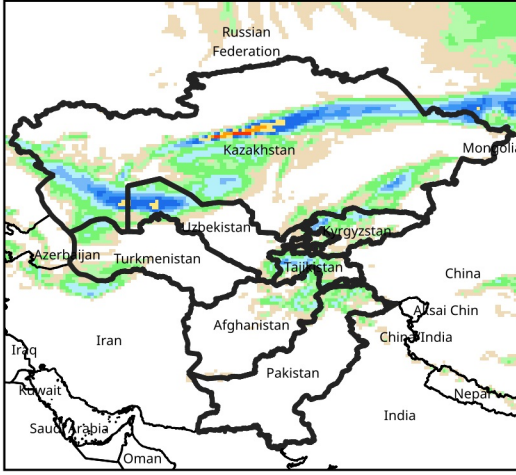 Russian
Federation
Kazakhstan
Mongolia
Uzbekistan
Kyrgyzstan
Azerbaijan
Turkmenistan
Tajikistan
China
Aksai Chin
Afghanistan
China/India
Iran
Iraq
Pakistan
Kuwait
Nepal
India
Saudi Arabia
Oman